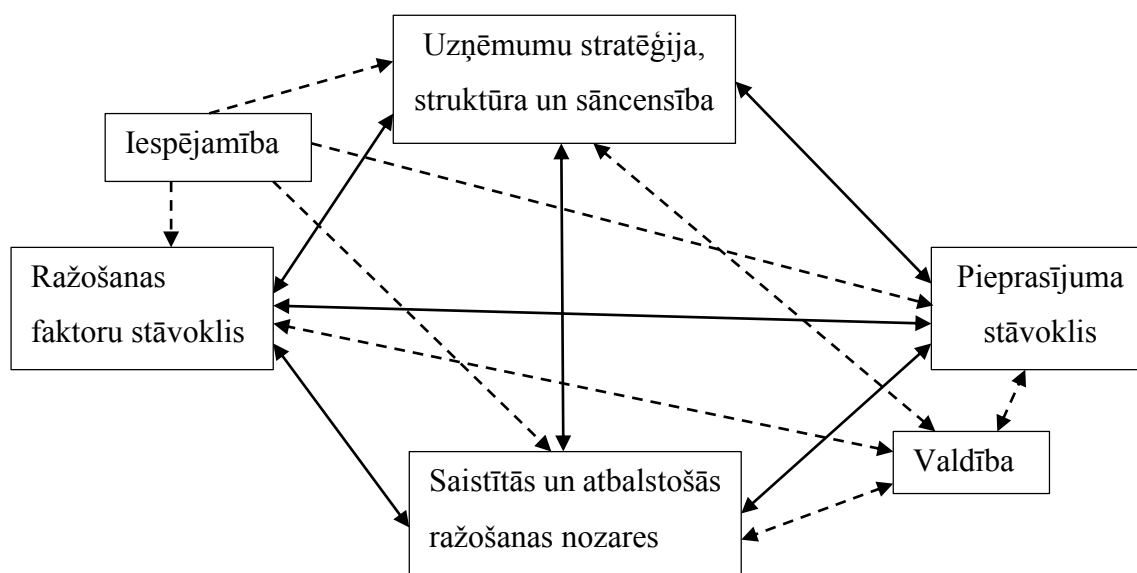 Uzņēmumu stratēģija,
struktūra un sāncensība
Iespējamība
Ražošanas
faktoru stāvoklis
Pieprasījuma
stāvoklis
Valdība
Saistītās un atbalstošās
ražošanas nozares